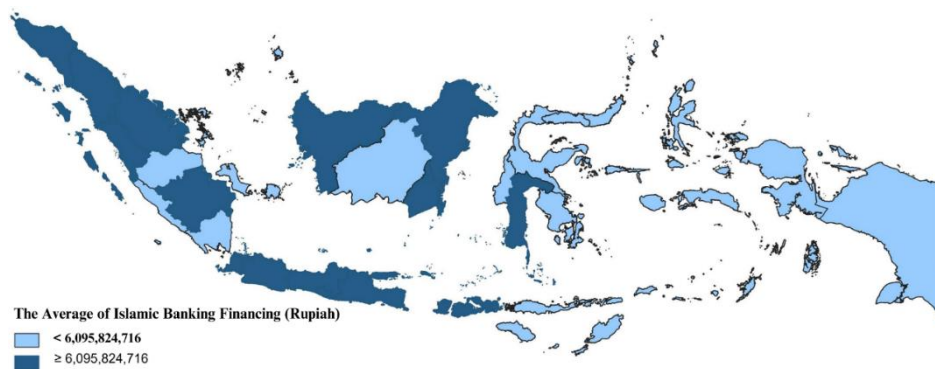 The Average of Islamic Banking Financing (Rupiah)
< 6,095,824,716
≥ 6,095,824,716